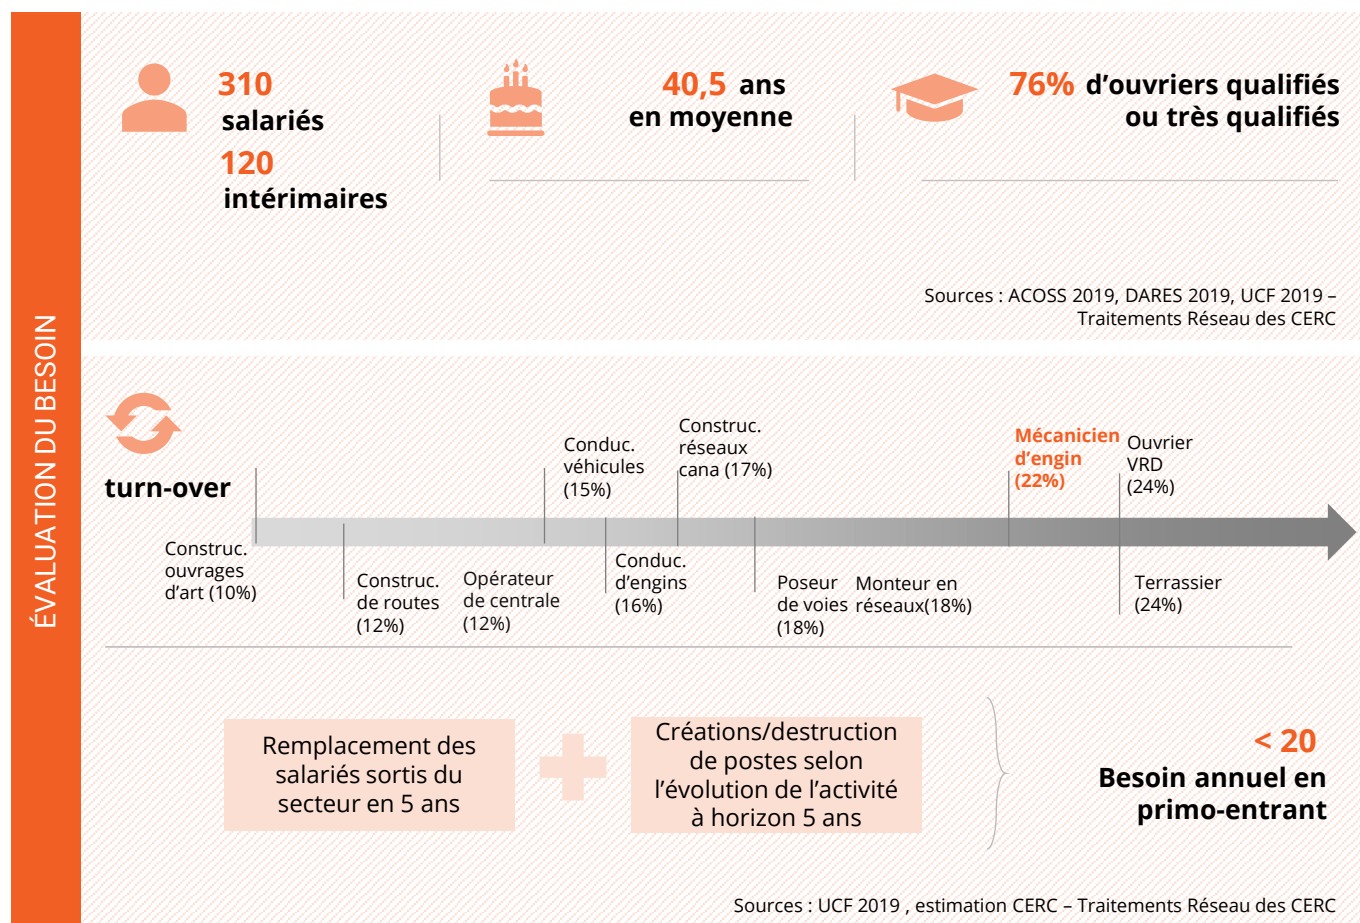 ÉVALUATION DU BESOIN
310
salariés
120
intérimaires
40,5 ans
en moyenne
76% d’ouvriers qualifiés
ou très qualifiés
Sources : ACOSS 2019, DARES 2019, UCF 2019 –
Traitements Réseau des CERC
turn-over
Construc.
ouvrages
d’art (10%)
Construc.
de routes
(12%)
Opérateur
de centrale
(12%)
Conduc.
véhicules
(15%)
Conduc.
d’engins
(16%)
Construc.
réseaux
cana (17%)
Poseur
de voies
(18%)
Monteur en
réseaux(18%)
Mécanicien
d’engin
(22%)
Ouvrier
VRD
(24%)
Terrassier
(24%)
Remplacement des
salariés sortis du
secteur en 5 ans
Créations/destruction
de postes selon
l’évolution de l’activité
à horizon 5 ans
< 20
Besoin annuel en
primo-entrant
Sources : UCF 2019 , estimation CERC – Traitements Réseau des CERC